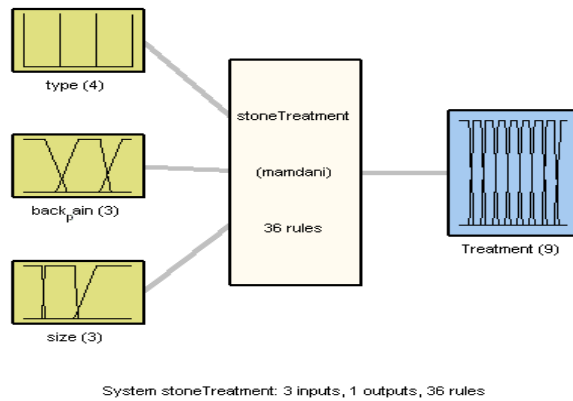 type (4)
stoneTreatment
back_pain (3)
(mamdani)
36 rules
Treatment (9)
size (3)
System stoneTreatment: 3 inputs, 1 outputs, 36 rules